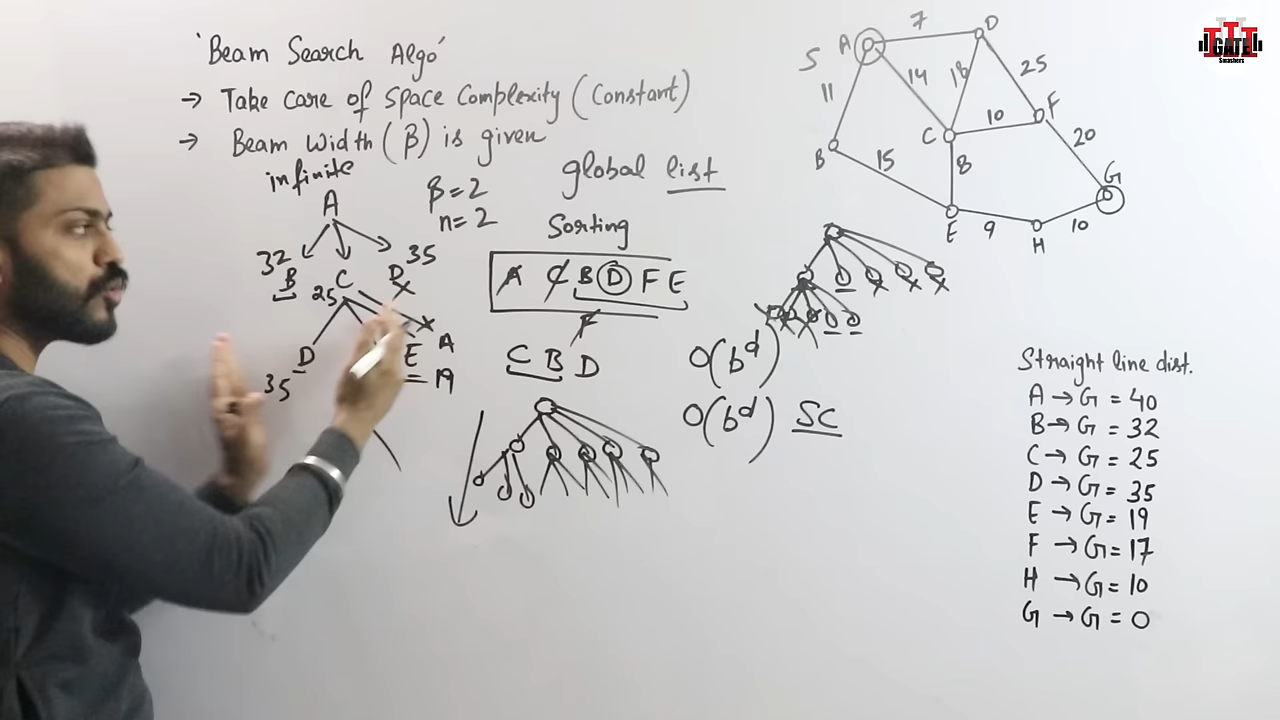 'Beam Search Algo'
→ Take care of Space Complexity (Constant)
→ Beam Width (β) is given
infinite
global list
β=2
n=2
Sorting
A
32
B
25
C
D
35
D
35
E
19
A
A C B D F E
F
C B D
O(b^d)
O(b^d) SC
S
A
7
D
11
14
18
25
B
C
10
F
15
8
20
G
E
9
H
10
Straight line dist.
A → G = 40
B → G = 32
C → G = 25
D → G = 35
E → G = 19
F → G = 17
H → G = 10
G → G = 0
GATE
Smashers